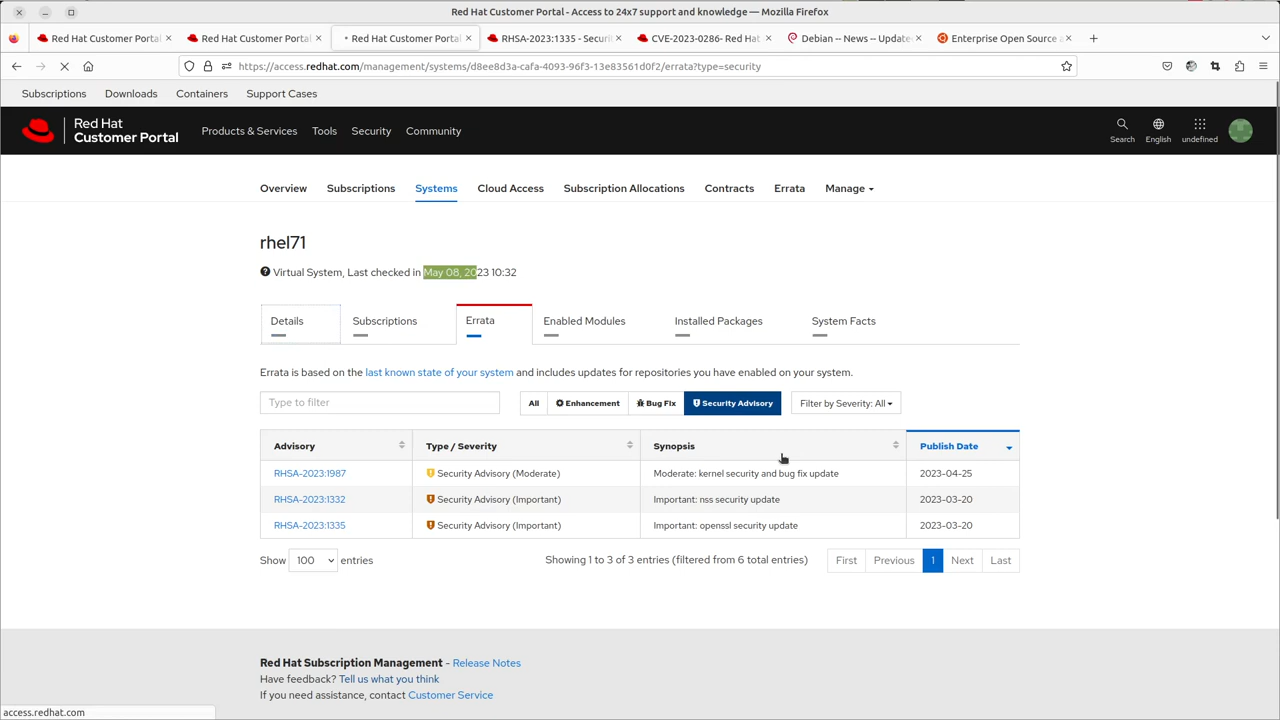 Red Hat Customer Portal - Access to 24x7 support and knowledge — Mozilla Firefox
Red Hat Customer Portal
Red Hat Customer Portal
Red Hat Customer Portal
RHSA-2023:1335 - Securi
CVE-2023-0286- Red Hat
Debian -- News -- Update
Enterprise Open Source a
https://access.redhat.com/management/systems/d8ee8d3a-cafa-4093-96f3-13e83561d0f2/errata?type=security
Subscriptions Downloads Containers Support Cases
Red Hat
Customer Portal
Products & Services Tools Security Community
Search English undefined
Overview Subscriptions Systems Cloud Access Subscription Allocations Contracts Errata Manage
rhel71
Virtual System, Last checked in May 08, 2023 10:32
Details Subscriptions Errata Enabled Modules Installed Packages System Facts
Errata is based on the last known state of your system and includes updates for repositories you have enabled on your system.
Type to filter All Enhancement Bug Fix Security Advisory Filter by Severity: All
Advisory Type / Severity Synopsis Publish Date
RHSA-2023:1987 Security Advisory (Moderate) Moderate: kernel security and bug fix update 2023-04-25
RHSA-2023:1332 Security Advisory (Important) Important: nss security update 2023-03-20
RHSA-2023:1335 Security Advisory (Important) Important: openssl security update 2023-03-20
Show 100 entries Showing 1 to 3 of 3 entries (filtered from 6 total entries) First Previous 1 Next Last
Red Hat Subscription Management - Release Notes
Have feedback? Tell us what you think
If you need assistance, contact Customer Service
access.redhat.com